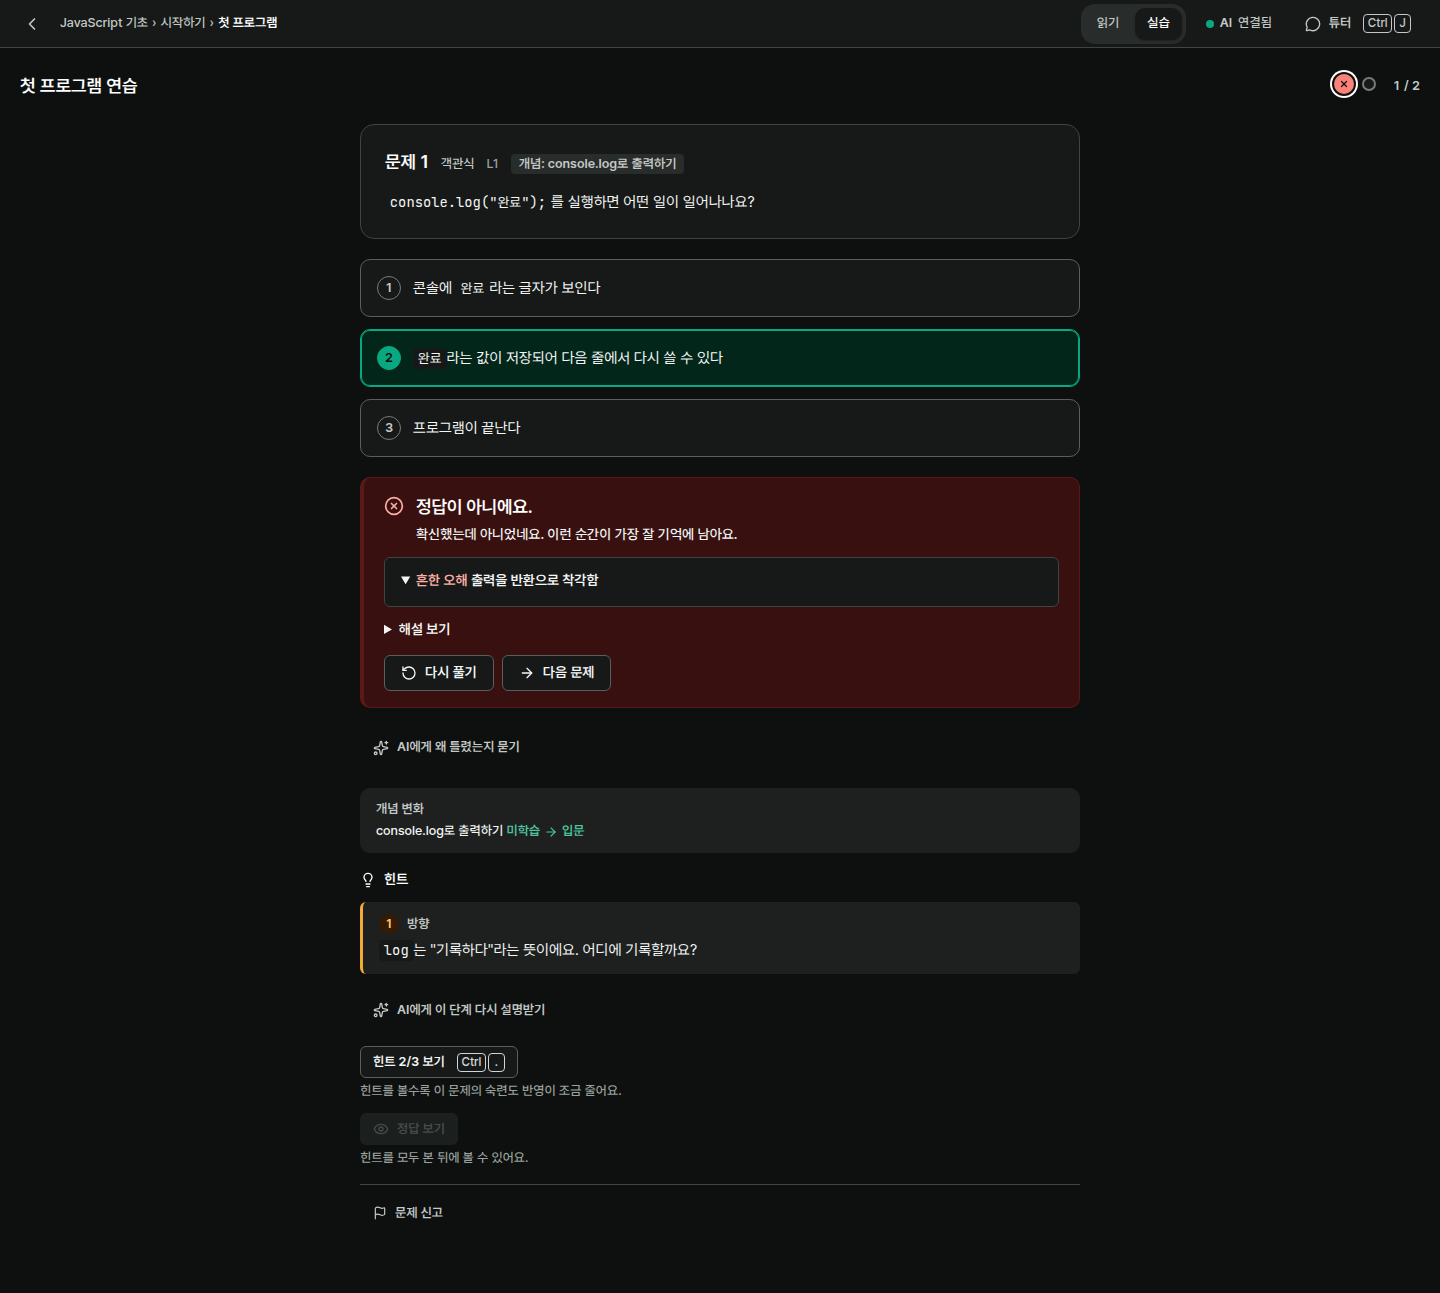 JavaScript 기초 › 시작하기 › 첫 프로그램
읽기 실습 AI 연결됨 튜터 Ctrl J
첫 프로그램 연습
1 / 2
문제 1 객관식 L1 개념: console.log로 출력하기
console.log("완료"); 를 실행하면 어떤 일이 일어나나요?
1 콘솔에 완료 라는 글자가 보인다
2 완료 라는 값이 저장되어 다음 줄에서 다시 쓸 수 있다
3 프로그램이 끝난다
정답이 아니에요.
확신했는데 아니었네요. 이런 순간이 가장 잘 기억에 남아요.
▼ 흔한 오해 출력을 반환으로 착각함
▶ 해설 보기
다시 풀기 다음 문제
AI에게 왜 틀렸는지 묻기
개념 변화
console.log로 출력하기 미학습 → 입문
힌트
1 방향
log 는 "기록하다"라는 뜻이에요. 어디에 기록할까요?
AI에게 이 단계 다시 설명받기
힌트 2/3 보기 Ctrl .
힌트를 볼수록 이 문제의 숙련도 반영이 조금 줄어요.
정답 보기
힌트를 모두 본 뒤에 볼 수 있어요.
문제 신고